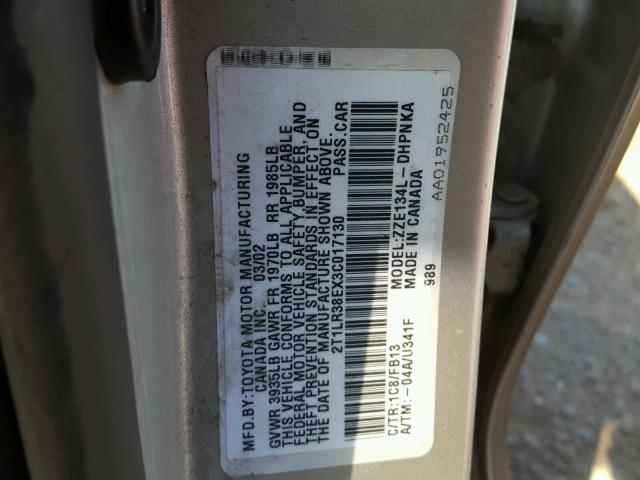 MFD.BY:TOYOTA MOTOR MANUFACTURING
CANADA INC. 03/02
GVWR 3935LB GAWR FR 1970LB RR 1985LB
THIS VEHICLE CONFORMS TO ALL APPLICABLE
FEDERAL MOTOR VEHICLE SAFETY, BUMPER, AND
THEFT PREVENTION STANDARDS IN EFFECT ON
THE DATE OF MANUFACTURE SHOWN ABOVE.
2T1LR38EX3C017130 PASS.CAR
C/TR:1C8/FB13 MODEL:ZZE134L-DHPNKA
A/TM:-04A/U341F MADE IN CANADA
989
AA01952425